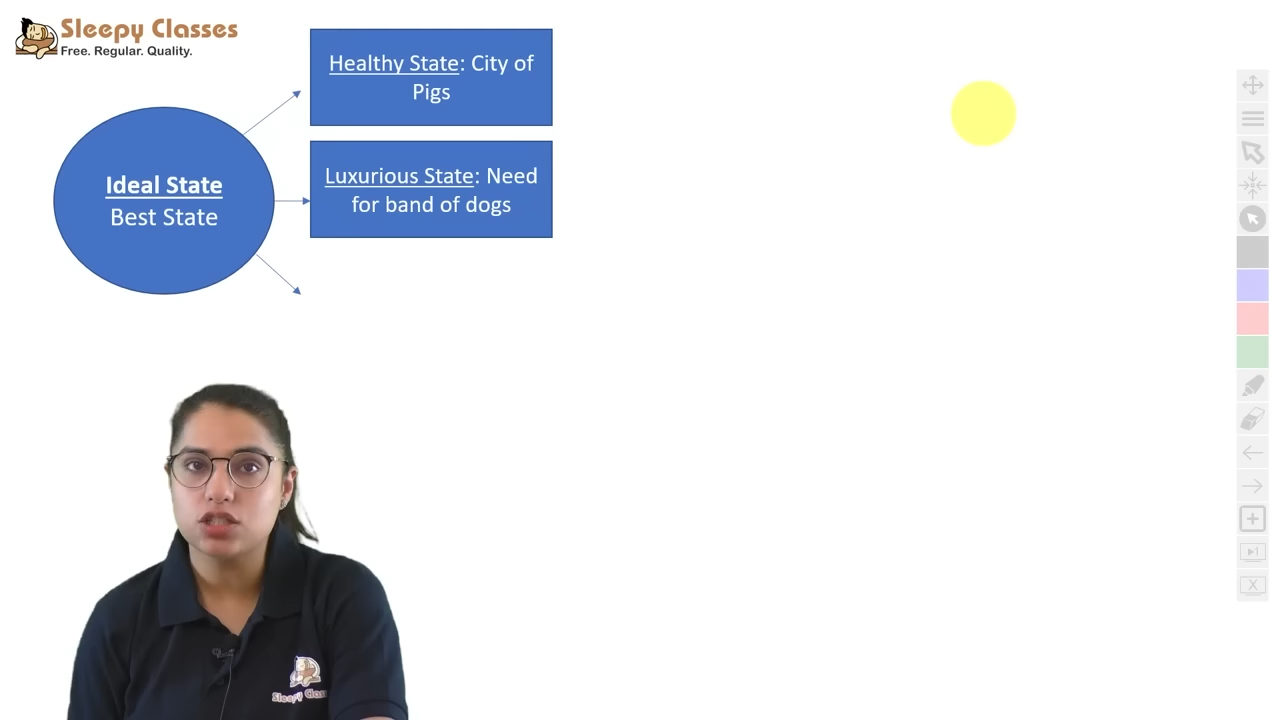 Sleepy Classes
Free. Regular. Quality.
Healthy State: City of
Pigs
Ideal State
Best State
Luxurious State: Need
for band of dogs